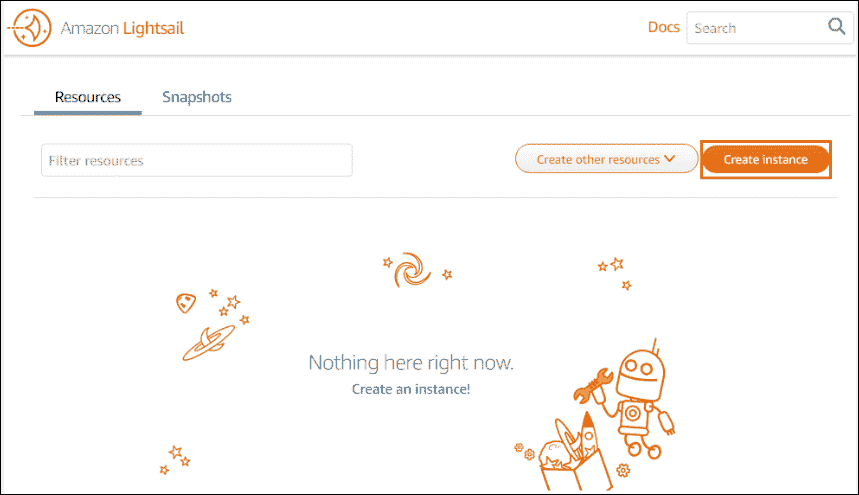 Amazon Lightsail
Docs
Search
Resources
Snapshots
Filter resources
Create other resources
Create instance
Nothing here right now.
Create an instance!